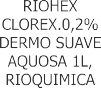 RIOHEX
CLOREX.0,2%
DERMO SUAVE
AQUOSA 1L,
RIOQUIMICA